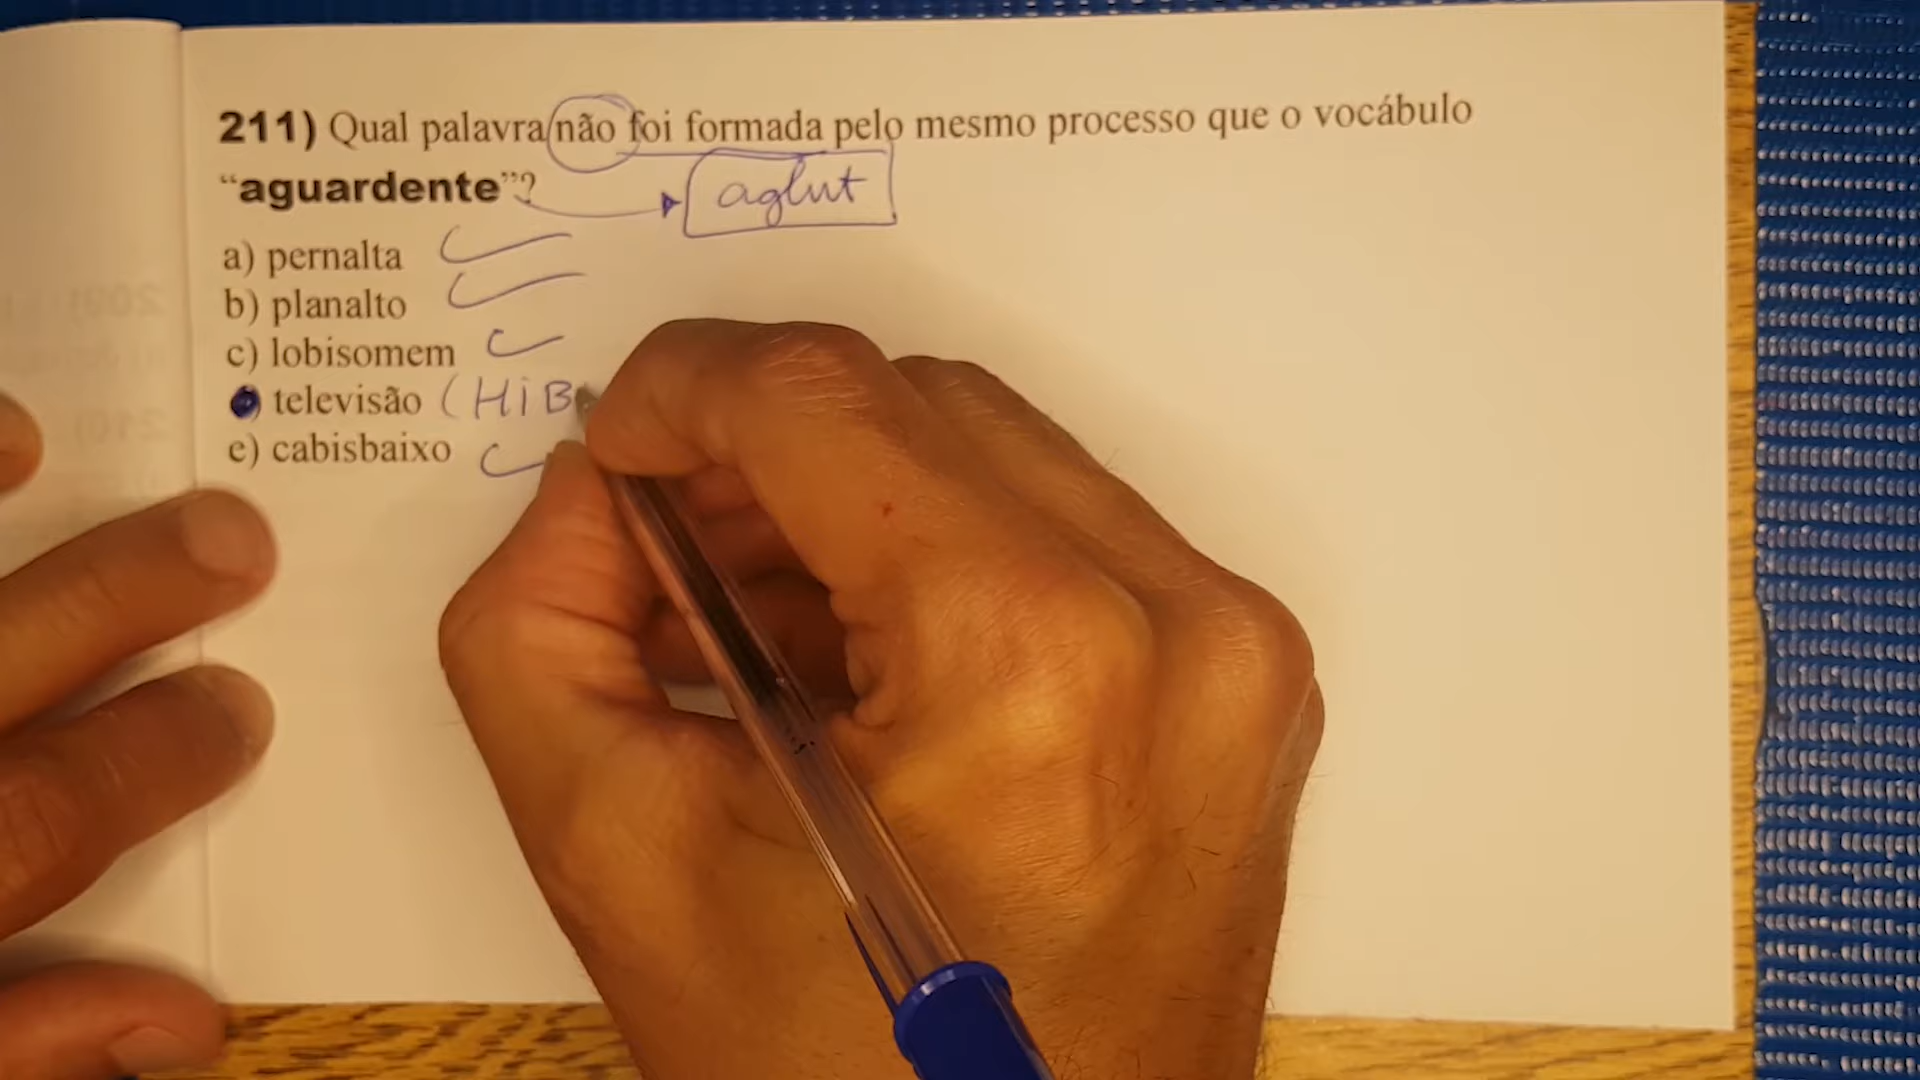 211) Qual palavra não foi formada pelo mesmo processo que o vocábulo
“aguardente”? aglut
a) pernalta
b) planalto
c) lobisomem
televisão (HiB
e) cabisbaixo